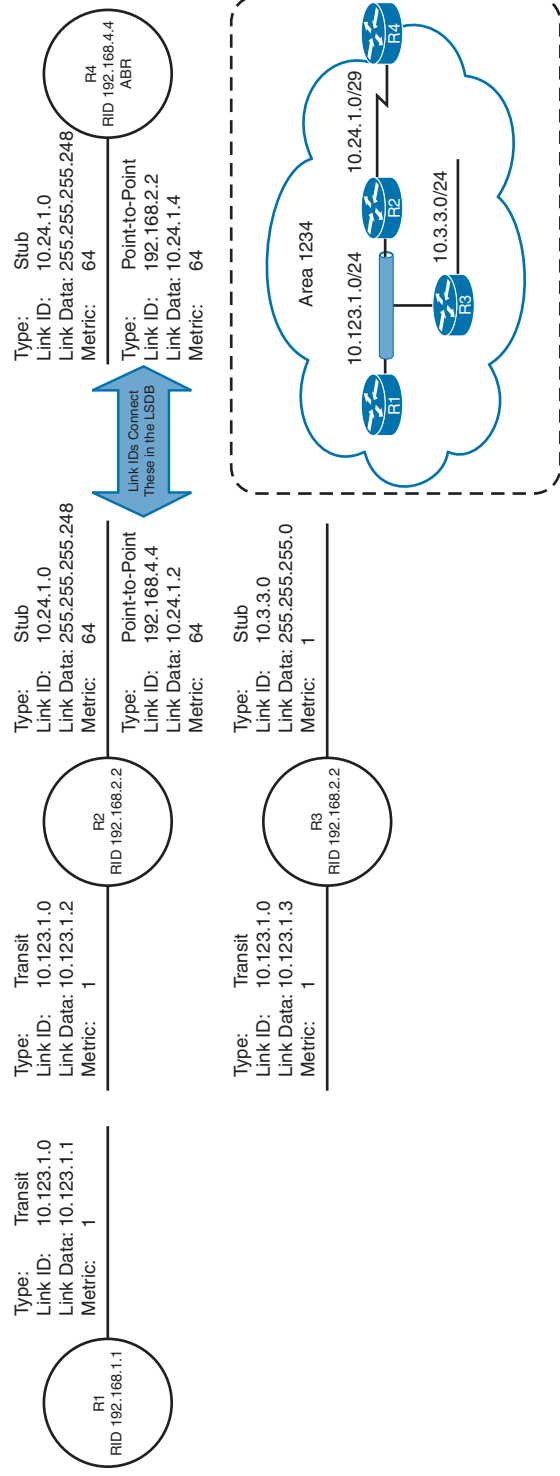 R1
RID 192.168.1.1
Type: Transit
Link ID: 10.123.1.0
Link Data: 10.123.1.1
Metric: 1
Type: Transit
Link ID: 10.123.1.0
Link Data: 10.123.1.2
Metric: 1
R2
RID 192.168.2.2
Type: Stub
Link ID: 10.24.1.0
Link Data: 255.255.255.248
Metric: 64
Type: Point-to-Point
Link ID: 192.168.4.4
Link Data: 10.24.1.2
Metric: 64
Link IDs Connect
These in the LSDB
Type: Stub
Link ID: 10.24.1.0
Link Data: 255.255.255.248
Metric: 64
Type: Point-to-Point
Link ID: 192.168.2.2
Link Data: 10.24.1.4
Metric: 64
R4
RID 192.168.4.4
ABR
Type: Transit
Link ID: 10.123.1.0
Link Data: 10.123.1.3
Metric: 1
R3
RID 192.168.2.2
Type: Stub
Link ID: 10.3.3.0
Link Data: 255.255.255.0
Metric: 1
Area 1234
10.123.1.0/24
10.24.1.0/29
R1
R2
R4
R3
10.3.3.0/24